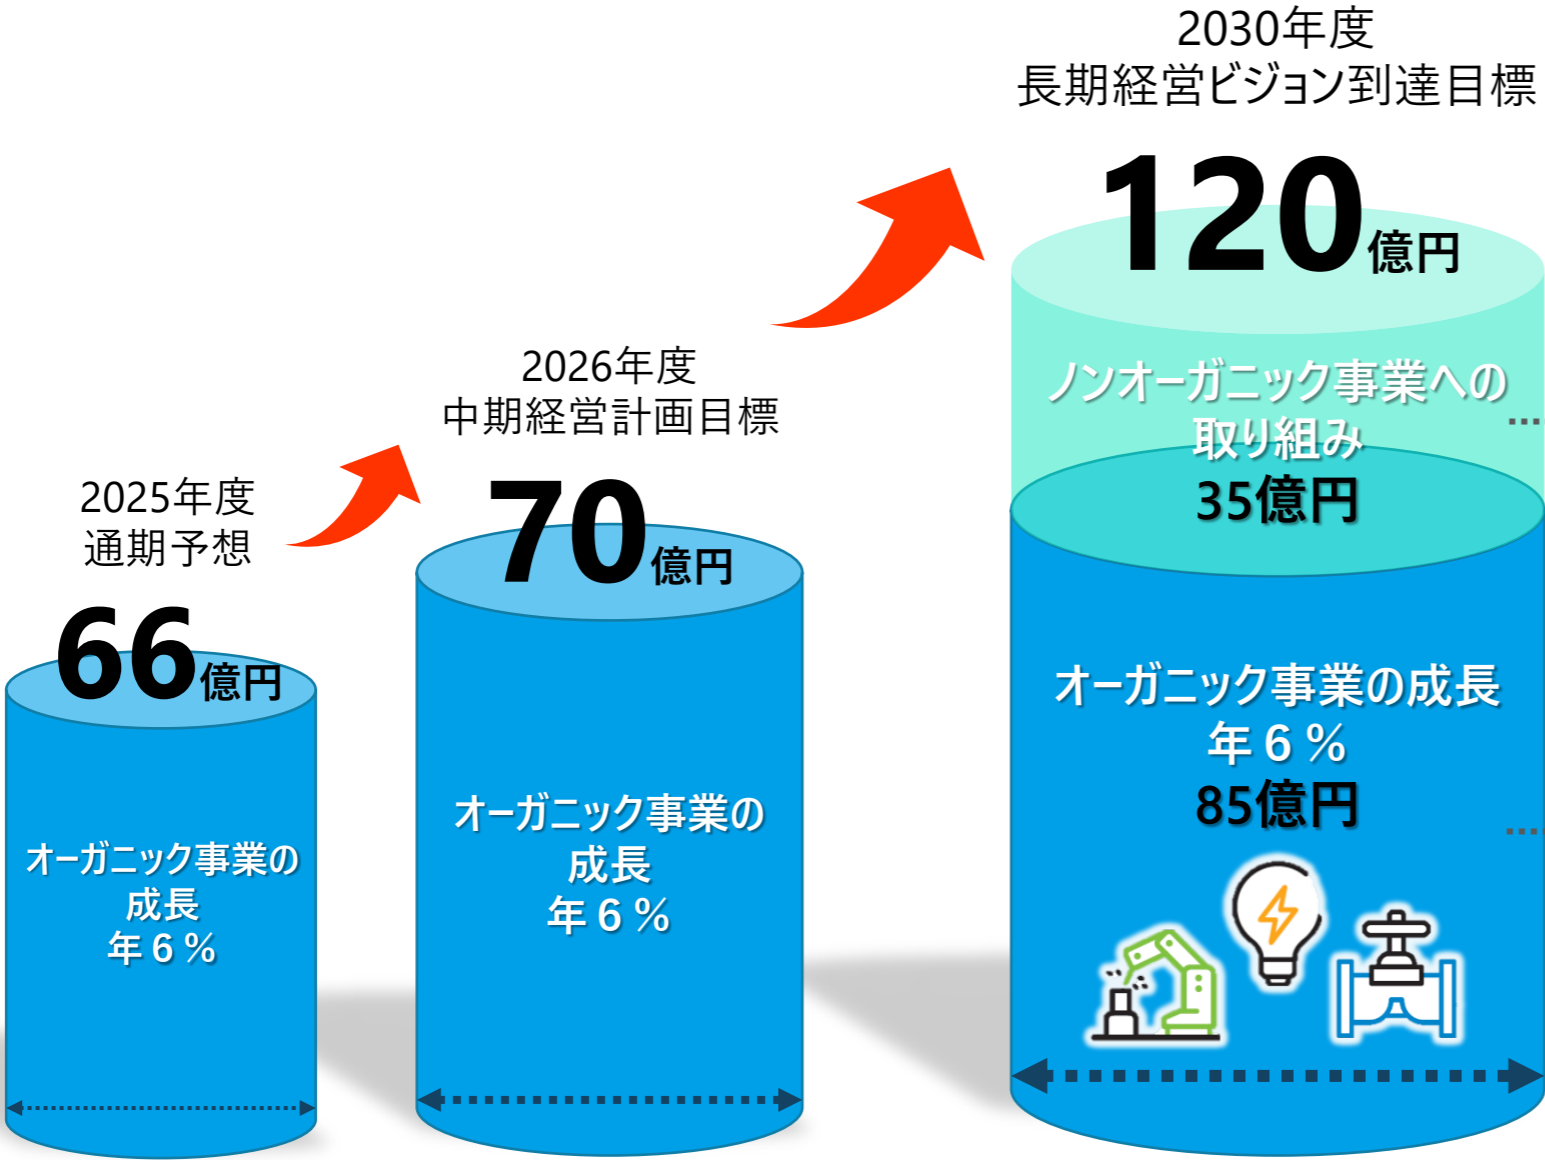 2025年度
通期予想
66億円
オーガニック事業の
成長
年６％
2026年度
中期経営計画目標
70億円
オーガニック事業の
成長
年６％
2030年度
長期経営ビジョン到達目標
120億円
ノンオーガニック事業への
取り組み
35億円
オーガニック事業の成長
年６％
85億円